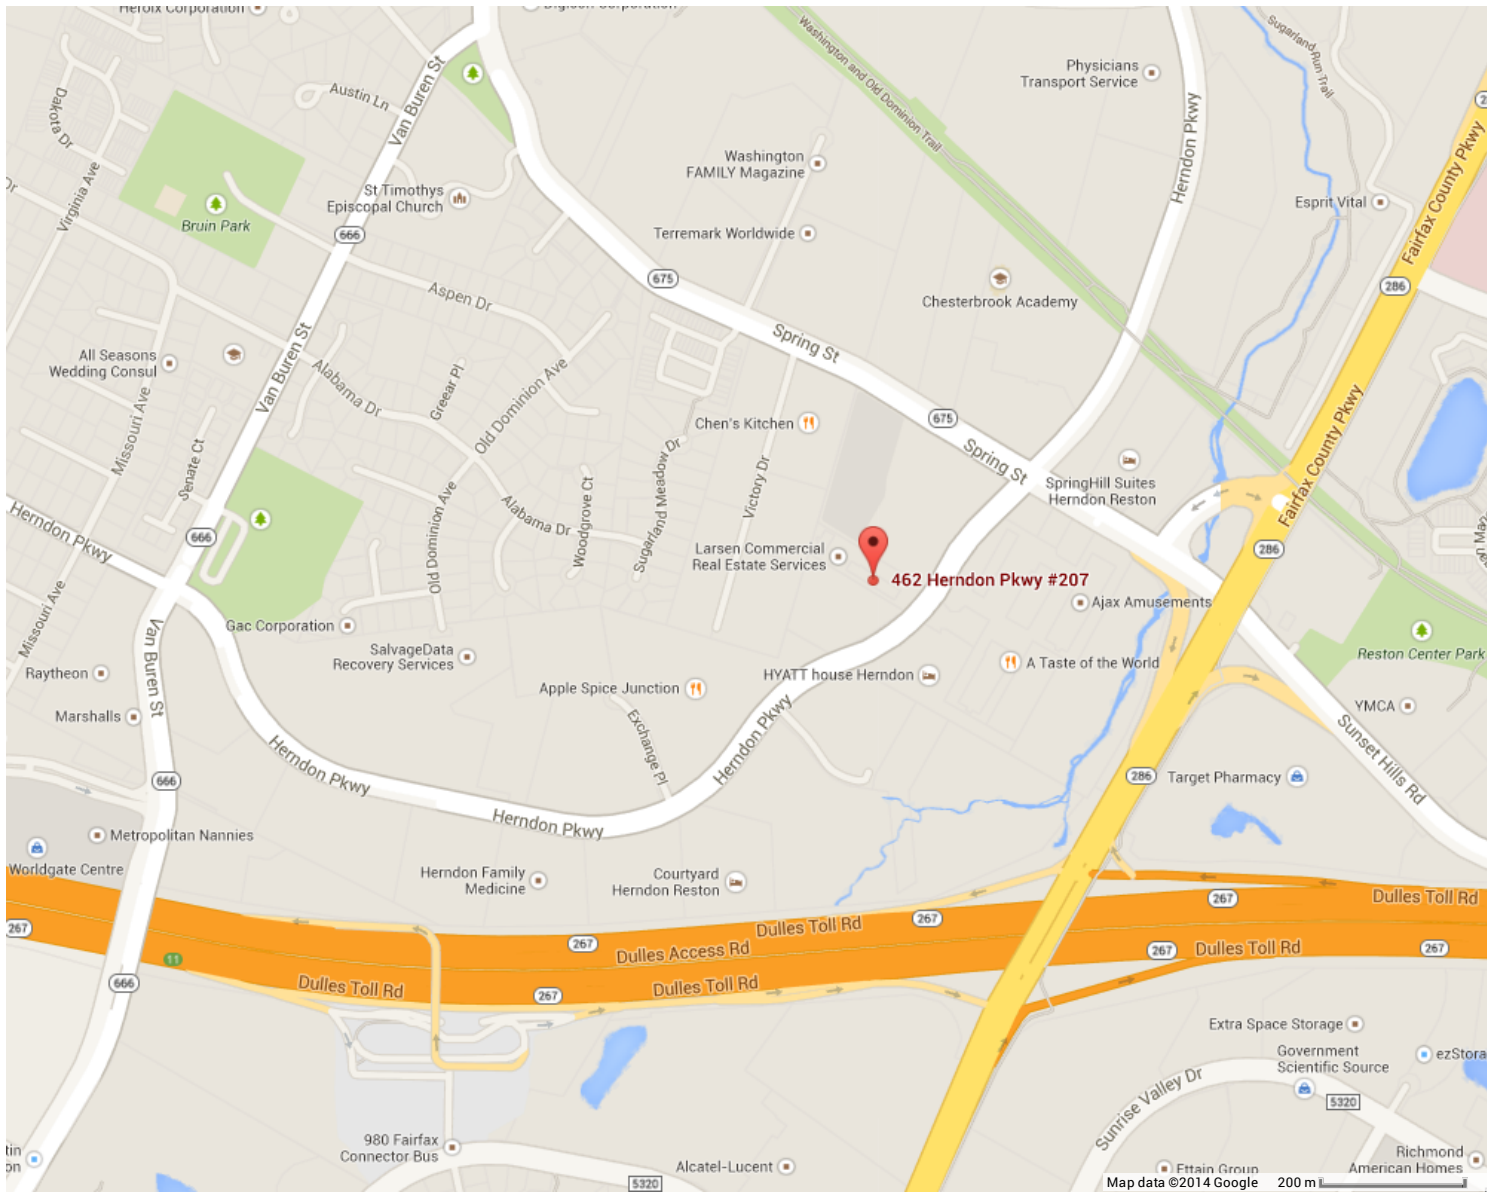 Heroix Corporation
Digicon Corporation
Washington and Old Dominion Trail
Sugarland Run Trail
Physicians
Transport Service
Dakota Dr
Austin Ln
Van Buren St
Herndon Pkwy
Fairfax County Pkwy
Virginia Ave
Dr
Washington
FAMILY Magazine
St Timothys
Episcopal Church
Esprit Vital
Bruin Park
666
Terremark Worldwide
675
286
Aspen Dr
Chesterbrook Academy
Spring St
All Seasons
Wedding Consul
Van Buren St
Alabama Dr
Greear Pl
Old Dominion Ave
Missouri Ave
Chen's Kitchen
675
Fairfax County Pkwy
Senate Ct
Sugarland Meadow Dr
Victory Dr
Spring St
SpringHill Suites
Herndon Reston
Old Dominion Ave
Alabama Dr
Woodgrove Ct
Herndon Pkwy
666
286
Larsen Commercial
Real Estate Services
462 Herndon Pkwy #207
Missouri Ave
Gac Corporation
Ajax Amusements
Van Buren St
SalvageData
Recovery Services
Reston Center Park
Raytheon
HYATT house Herndon
A Taste of the World
Apple Spice Junction
Marshalls
YMCA
Exchange Pl
Herndon Pkwy
Sunset Hills Rd
Herndon Pkwy
666
286
Target Pharmacy
Herndon Pkwy
Metropolitan Nannies
Worldgate Centre
Herndon Family
Medicine
Courtyard
Herndon Reston
267
267
267
Dulles Toll Rd
Dulles Toll Rd
267
Dulles Access Rd
267
Dulles Toll Rd
267
11
666
Dulles Toll Rd
267
Dulles Toll Rd
Extra Space Storage
Government
Scientific Source
ezStora
Sunrise Valley Dr
5320
980 Fairfax
Connector Bus
Alcatel-Lucent
5320
Richmond
American Homes
Ettain Group
Map data ©2014 Google
200 m